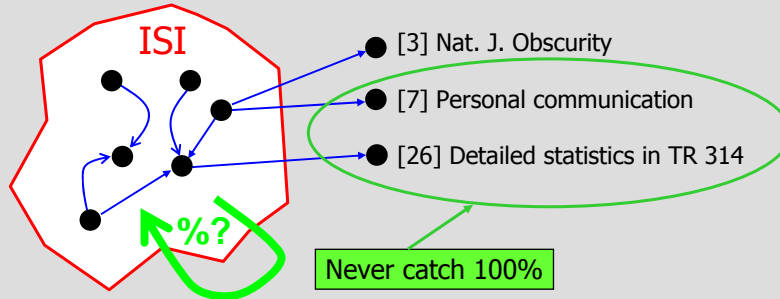 ISI
[3] Nat. J. Obscurity
[7] Personal communication
[26] Detailed statistics in TR 314
%?
Never catch 100%